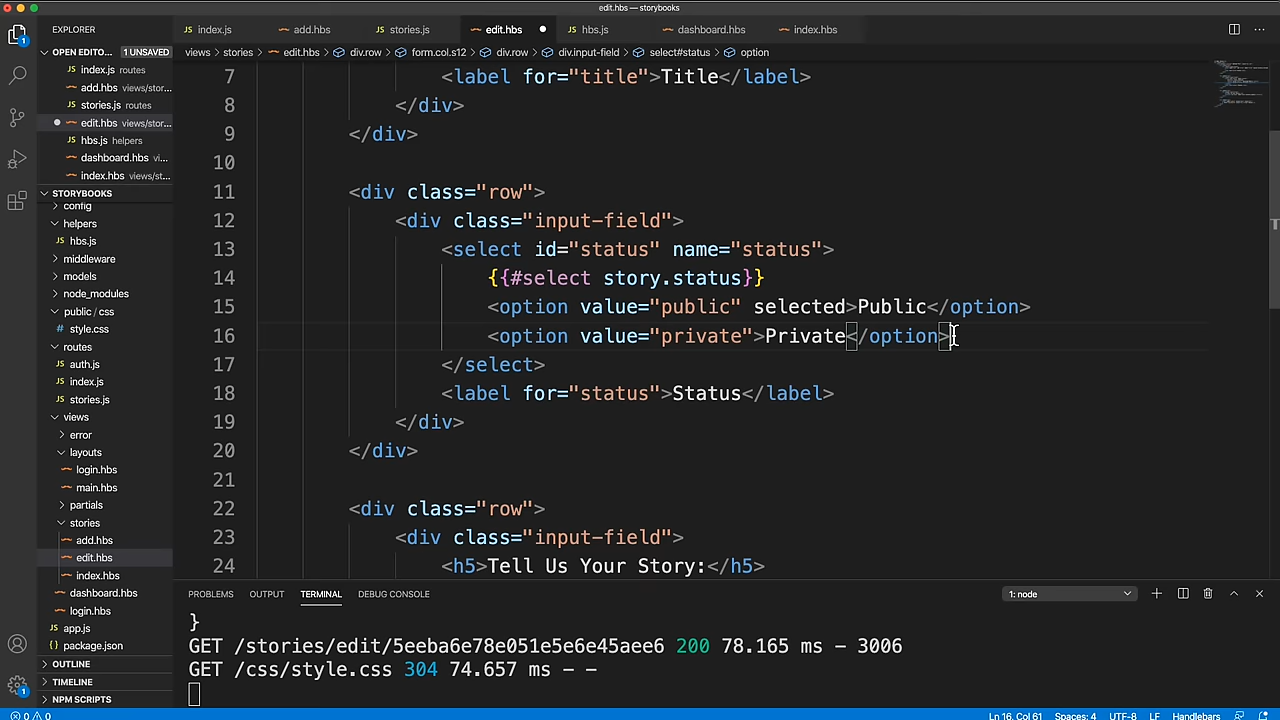 edit.hbs — storybooks
EXPLORER
index.js
add.hbs
stories.js
edit.hbs
hbs.js
dashboard.hbs
index.hbs
OPEN EDITO... 1 UNSAVED
views › stories › edit.hbs › div.row › form.col.s12 › div.row › div.input-field › select#status › option
index.js routes
add.hbs views/stor...
stories.js routes
edit.hbs views/stor...
hbs.js helpers
dashboard.hbs vi...
index.hbs views/st...
STORYBOOKS
config
helpers
hbs.js
middleware
models
node_modules
public / css
style.css
routes
auth.js
index.js
stories.js
views
error
layouts
login.hbs
main.hbs
partials
stories
add.hbs
edit.hbs
index.hbs
dashboard.hbs
login.hbs
app.js
package.json
OUTLINE
TIMELINE
NPM SCRIPTS
7 <label for="title">Title</label>
8 </div>
9 </div>
10
11 <div class="row">
12 <div class="input-field">
13 <select id="status" name="status">
14 {{#select story.status}}
15 <option value="public" selected>Public</option>
16 <option value="private">Private</option>
17 </select>
18 <label for="status">Status</label>
19 </div>
20 </div>
21
22 <div class="row">
23 <div class="input-field">
24 <h5>Tell Us Your Story:</h5>
PROBLEMS OUTPUT TERMINAL DEBUG CONSOLE
1: node
}
GET /stories/edit/5eeba6e78e051e5e6e45aee6 200 78.165 ms - 3006
GET /css/style.css 304 74.657 ms - -
1
1
0 0
Ln 16, Col 61 Spaces: 4 UTF-8 LF Handlebars